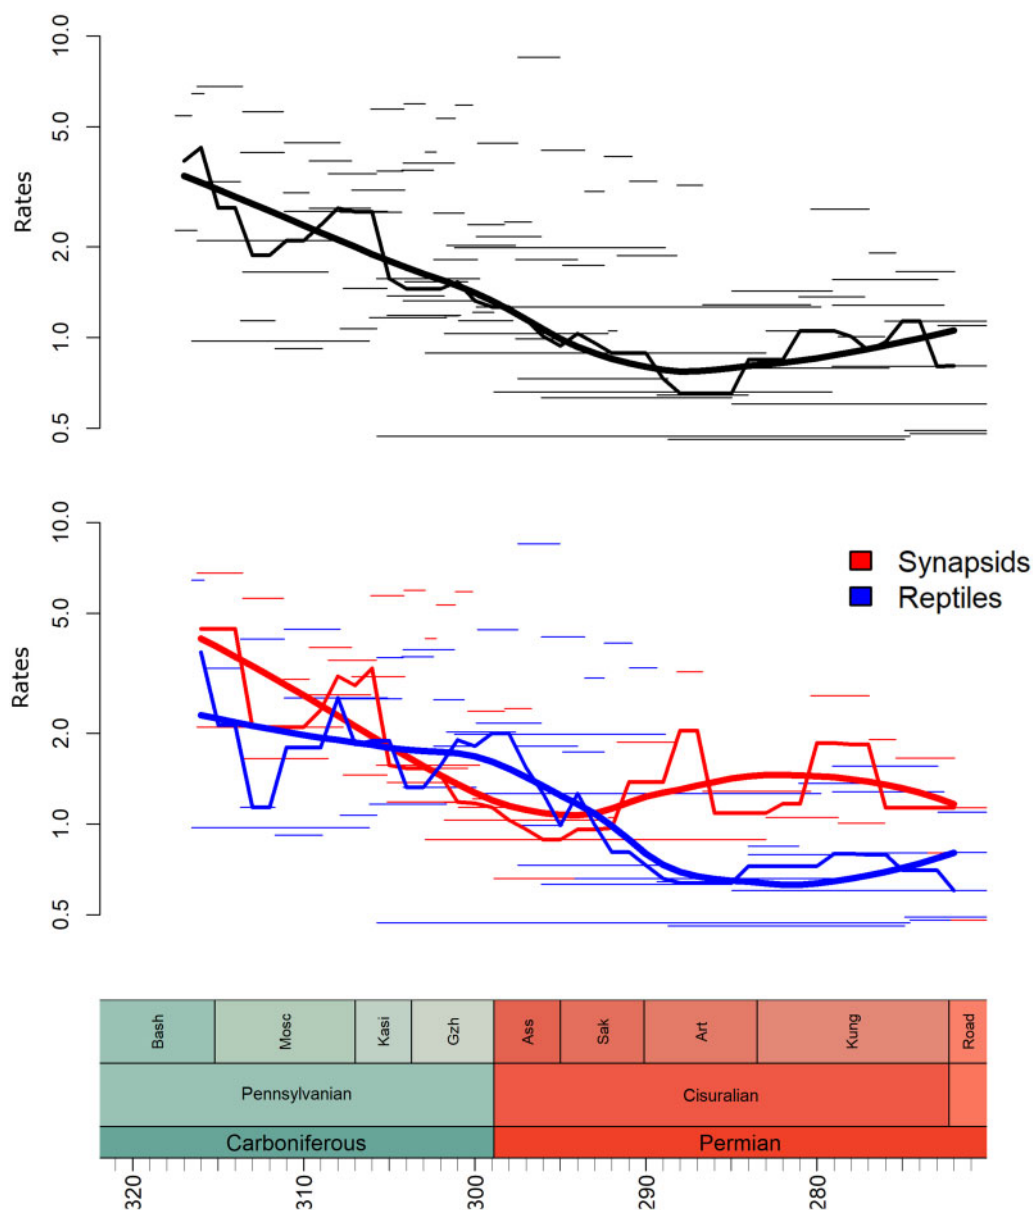 10.0
5.0
2.0
1.0
0.5
Rates
10.0
5.0
2.0
1.0
0.5
Rates
Synapsids
Reptiles
Bash
Mosc
Kasi
Gzh
Ass
Sak
Art
Kung
Road
Pennsylvanian
Cisuralian
Carboniferous
Permian
320
310
300
290
280